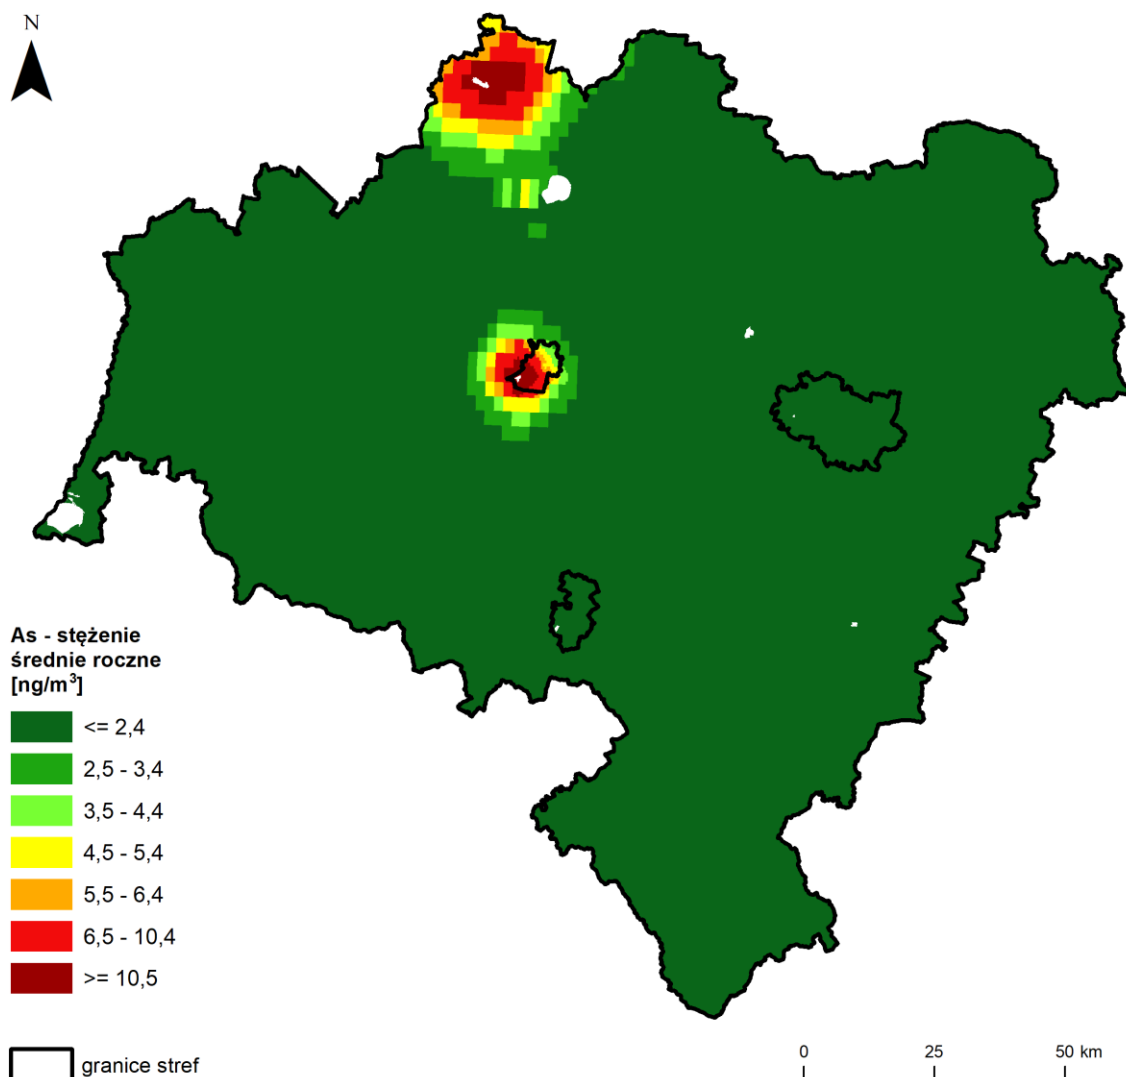 N
As - stężenie
średnie roczne
[ng/m³]
<= 2,4
2,5 - 3,4
3,5 - 4,4
4,5 - 5,4
5,5 - 6,4
6,5 - 10,4
>= 10,5
granice stref
0 25 50 km